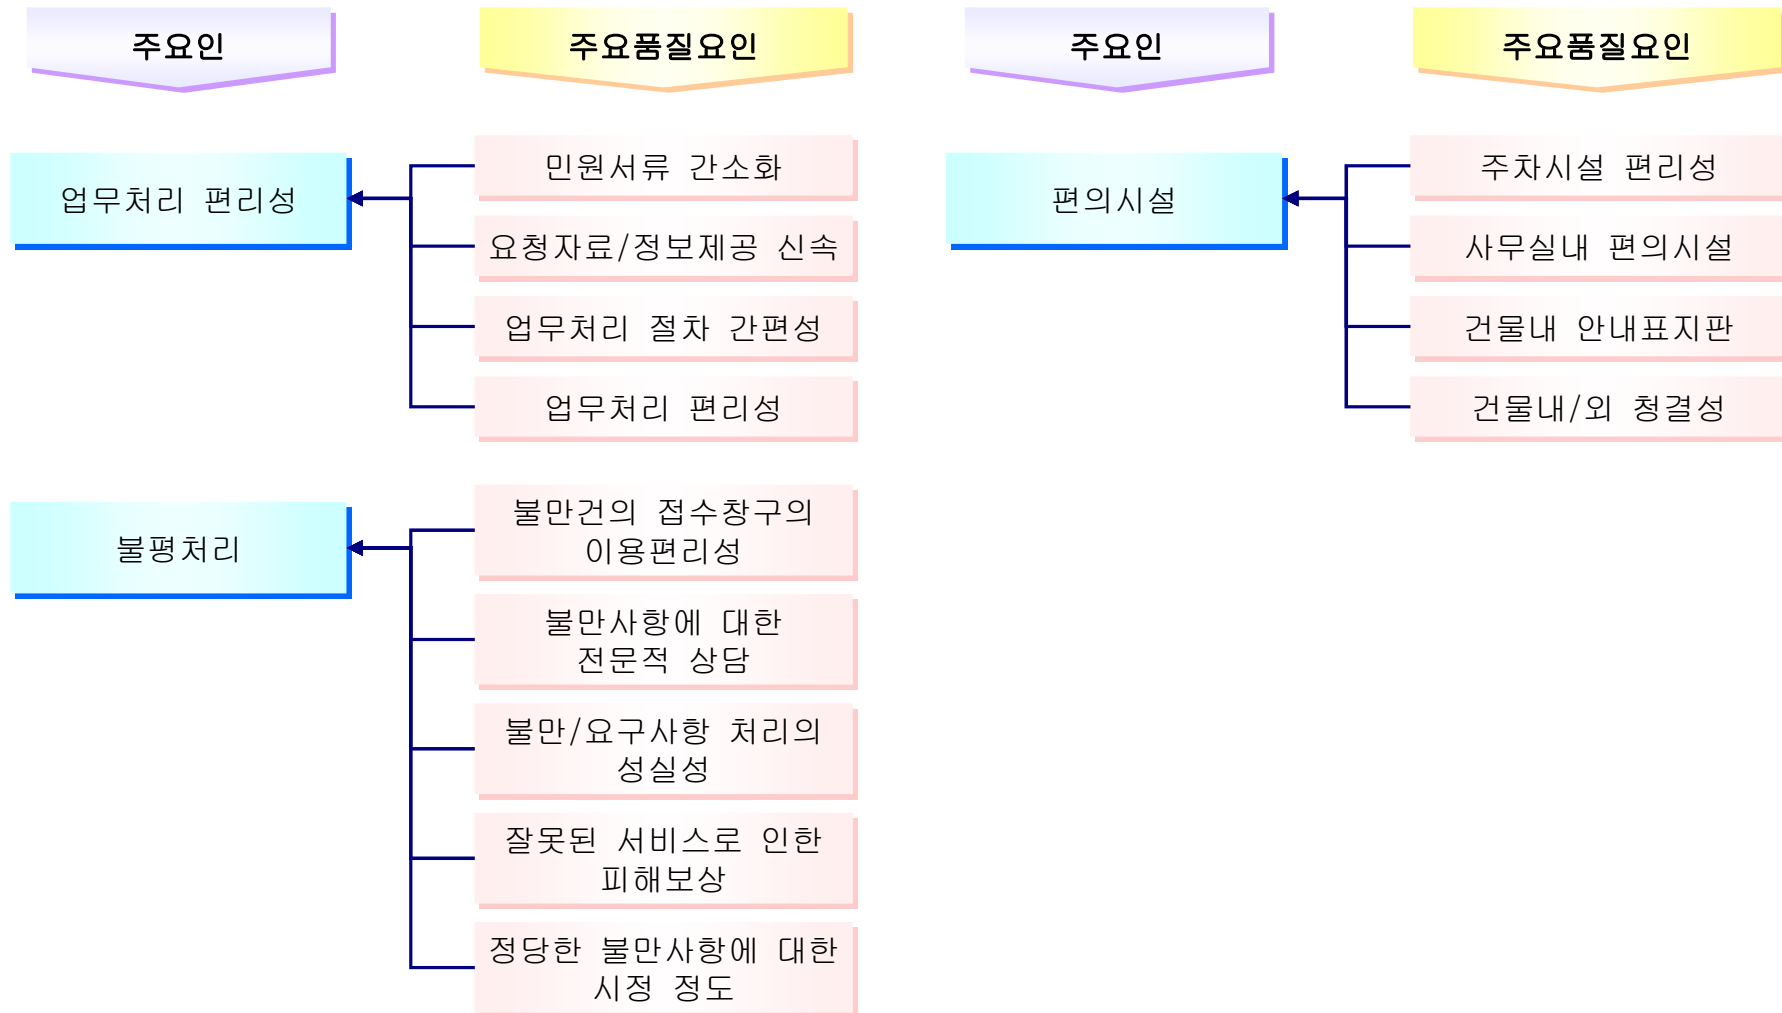 주요인
주요품질요인
업무처리 편리성
민원서류 간소화
요청자료/정보제공 신속
업무처리 절차 간편성
업무처리 편리성
불평처리
불만건의 접수창구의
이용편리성
불만사항에 대한
전문적 상담
불만/요구사항 처리의
성실성
잘못된 서비스로 인한
피해보상
정당한 불만사항에 대한
시정 정도
주요인
주요품질요인
편의시설
주차시설 편리성
사무실내 편의시설
건물내 안내표지판
건물내/외 청결성